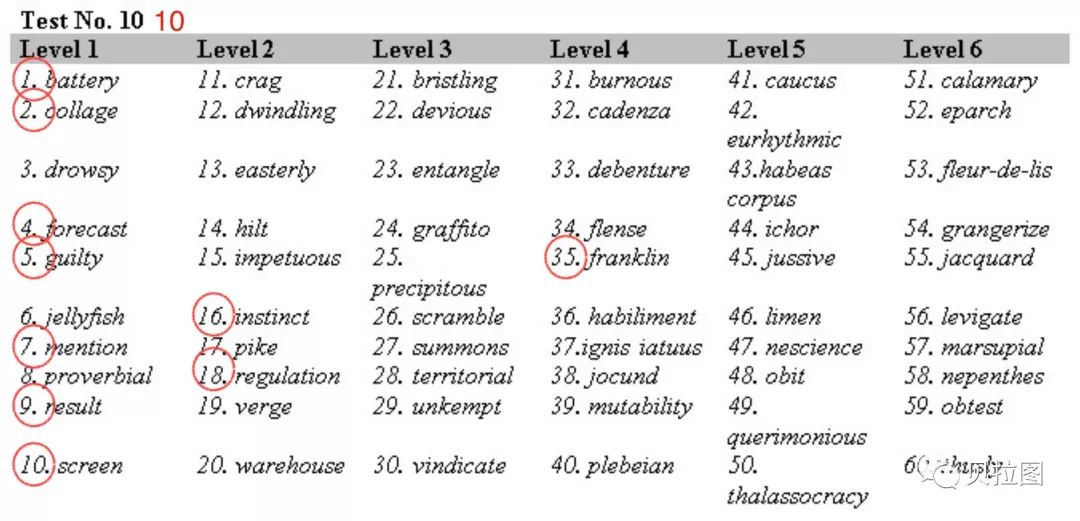 Test No. 10 10
Level 1 Level 2 Level 3 Level 4 Level 5 Level 6
1. battery 11. crag 21. bristling 31. burnous 41. caucus 51. calamary
2. collage 12. dwindling 22. devious 32. cadenza 42. 52. eparch
eurhythmic
3. drowsy 13. easterly 23. entangle 33. debenture 43.habeas 53. fleur-de-lis
corpus
4. forecast 14. hilt 24. graffito 34. flense 44. ichor 54. grangerize
5. guilty 15. impetuous 25. 35. franklin 45. jussive 55. jacquard
precipitous
6. jellyfish 16. instinct 26. scramble 36. habiliment 46. limen 56. levigate
7. mention 17. pike 27. summons 37.ignis iatuus 47. nescience 57. marsupial
8. proverbial 18. regulation 28. territorial 38. jocund 48. obit 58. nepenthes
9. result 19. verge 29. unkempt 39. mutability 49. 59. obtest
querimonious
10. screen 20. warehouse 30. vindicate 40. plebeian 50. 贝拉图
thalassocracy